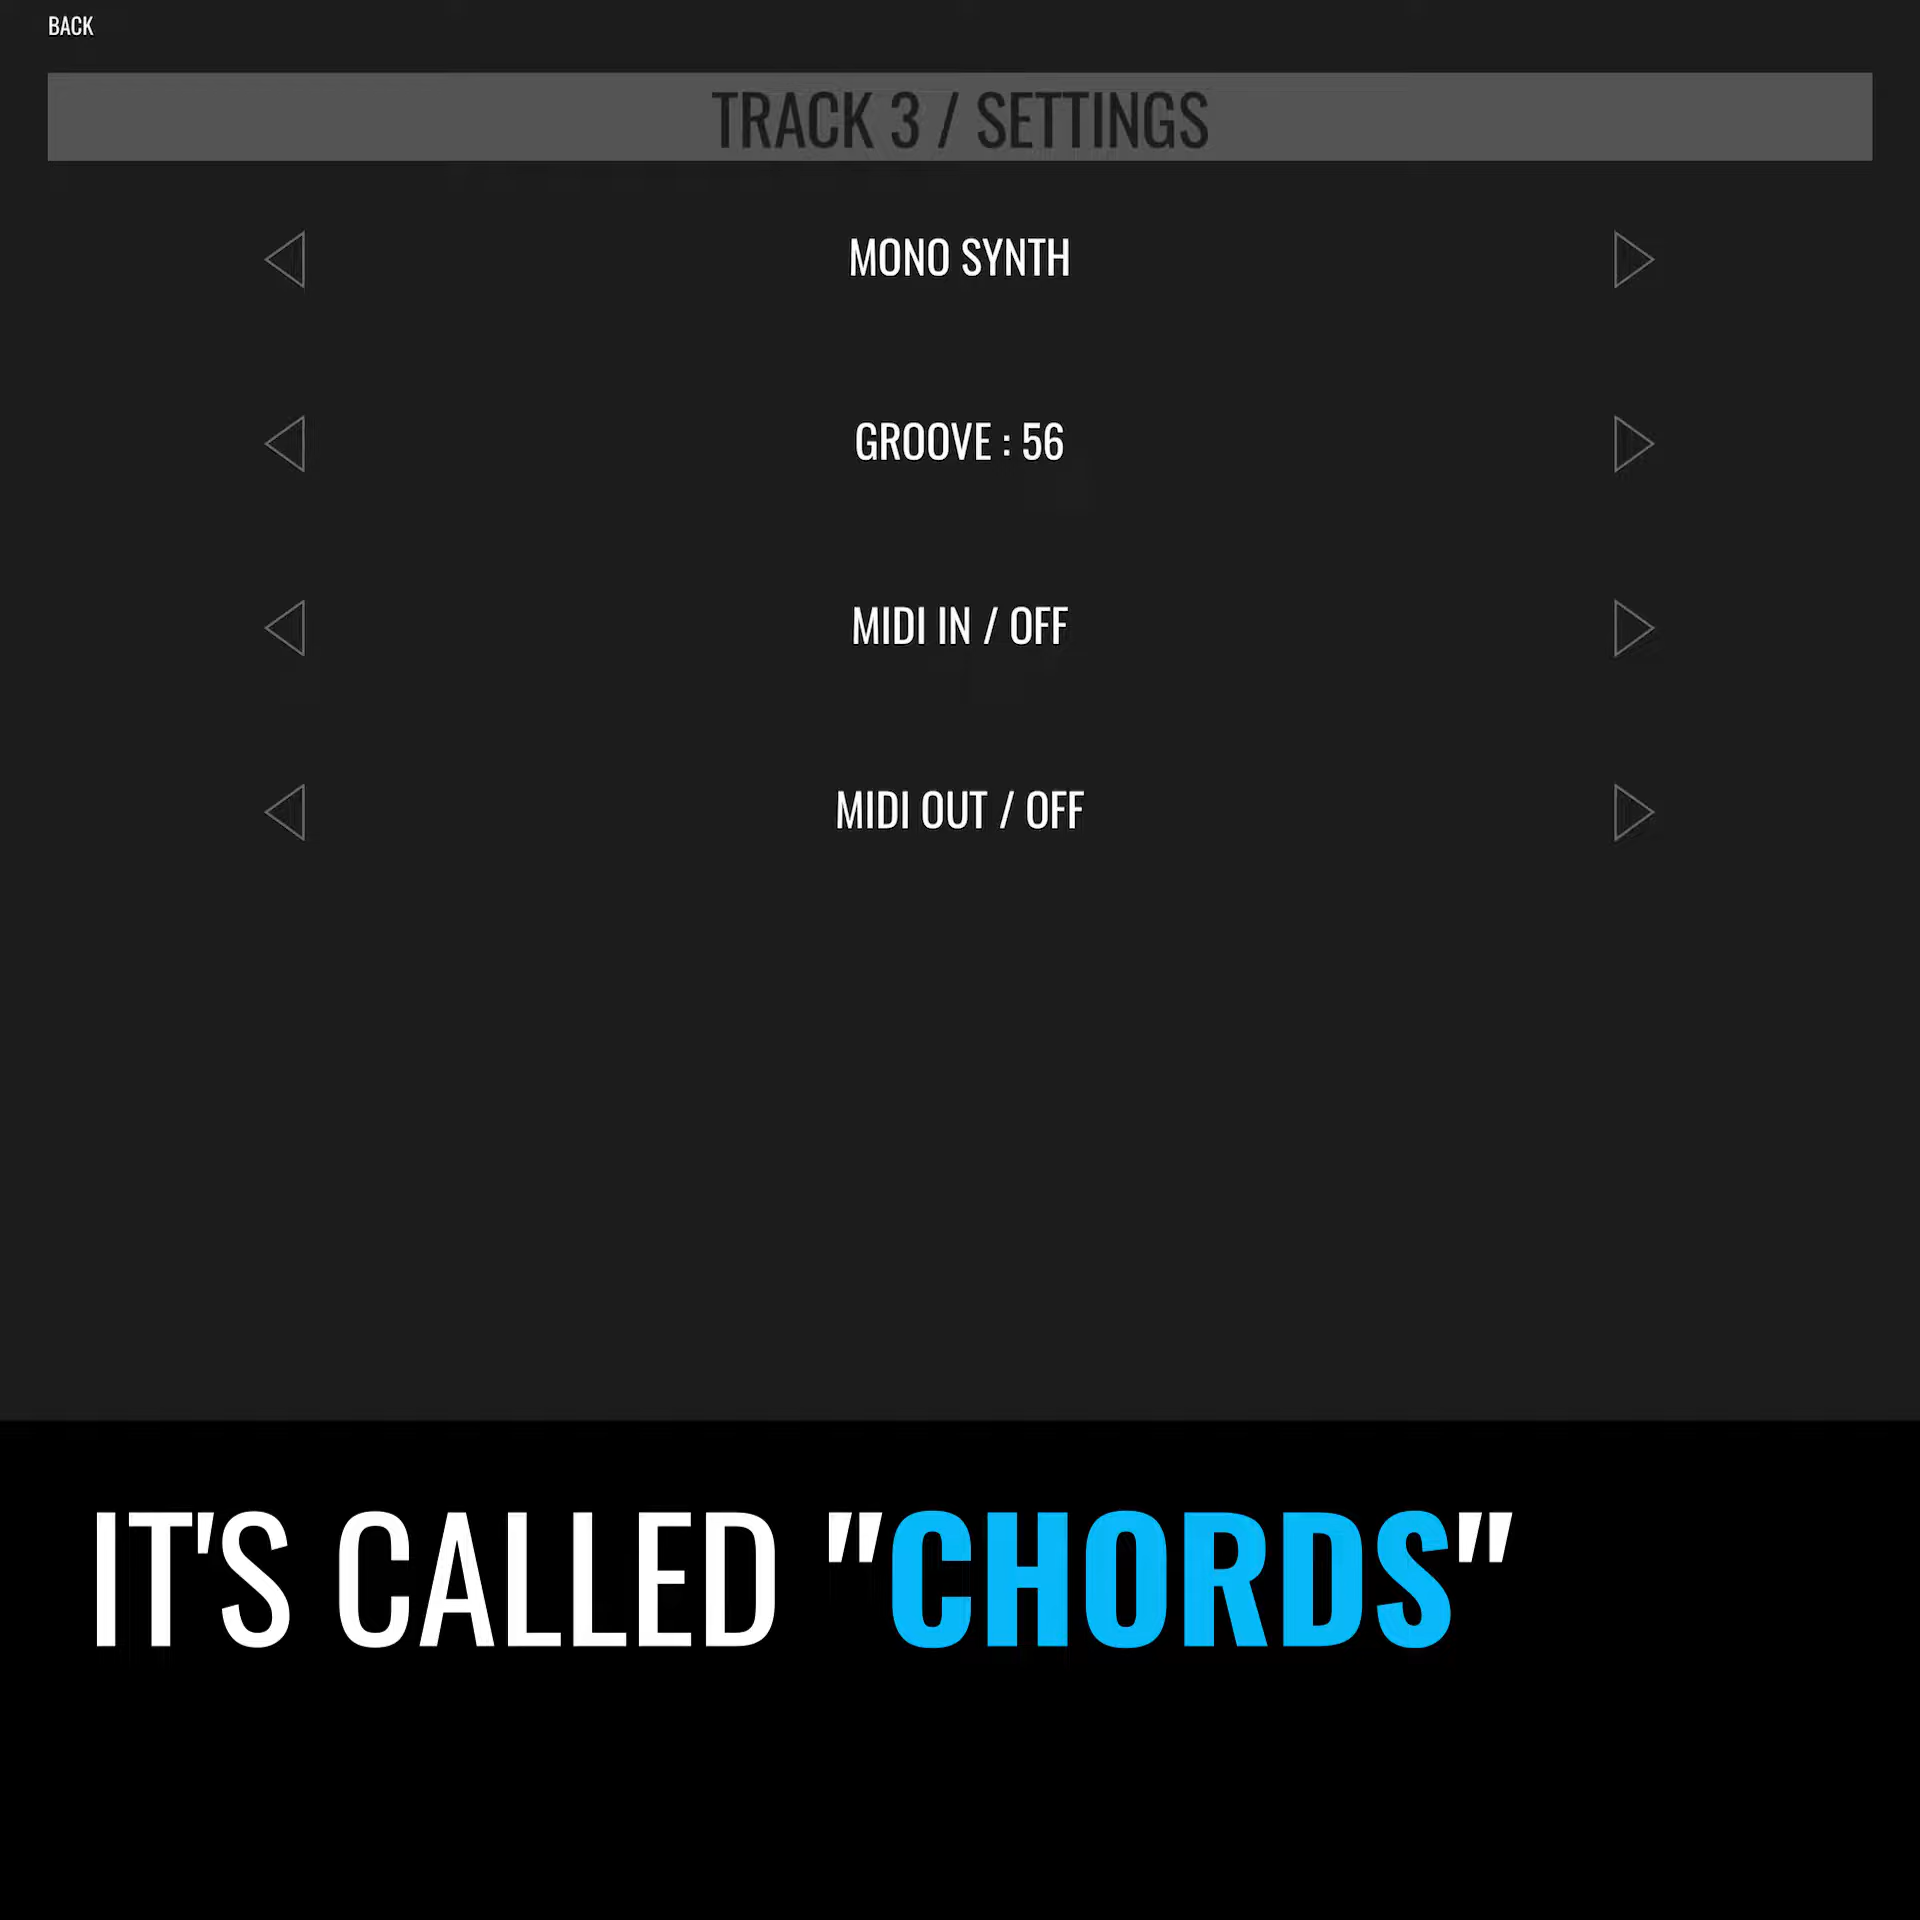 BACK
TRACK 3 / SETTINGS
MONO SYNTH
GROOVE : 56
MIDI IN / OFF
MIDI OUT / OFF
IT'S CALLED "CHORDS"